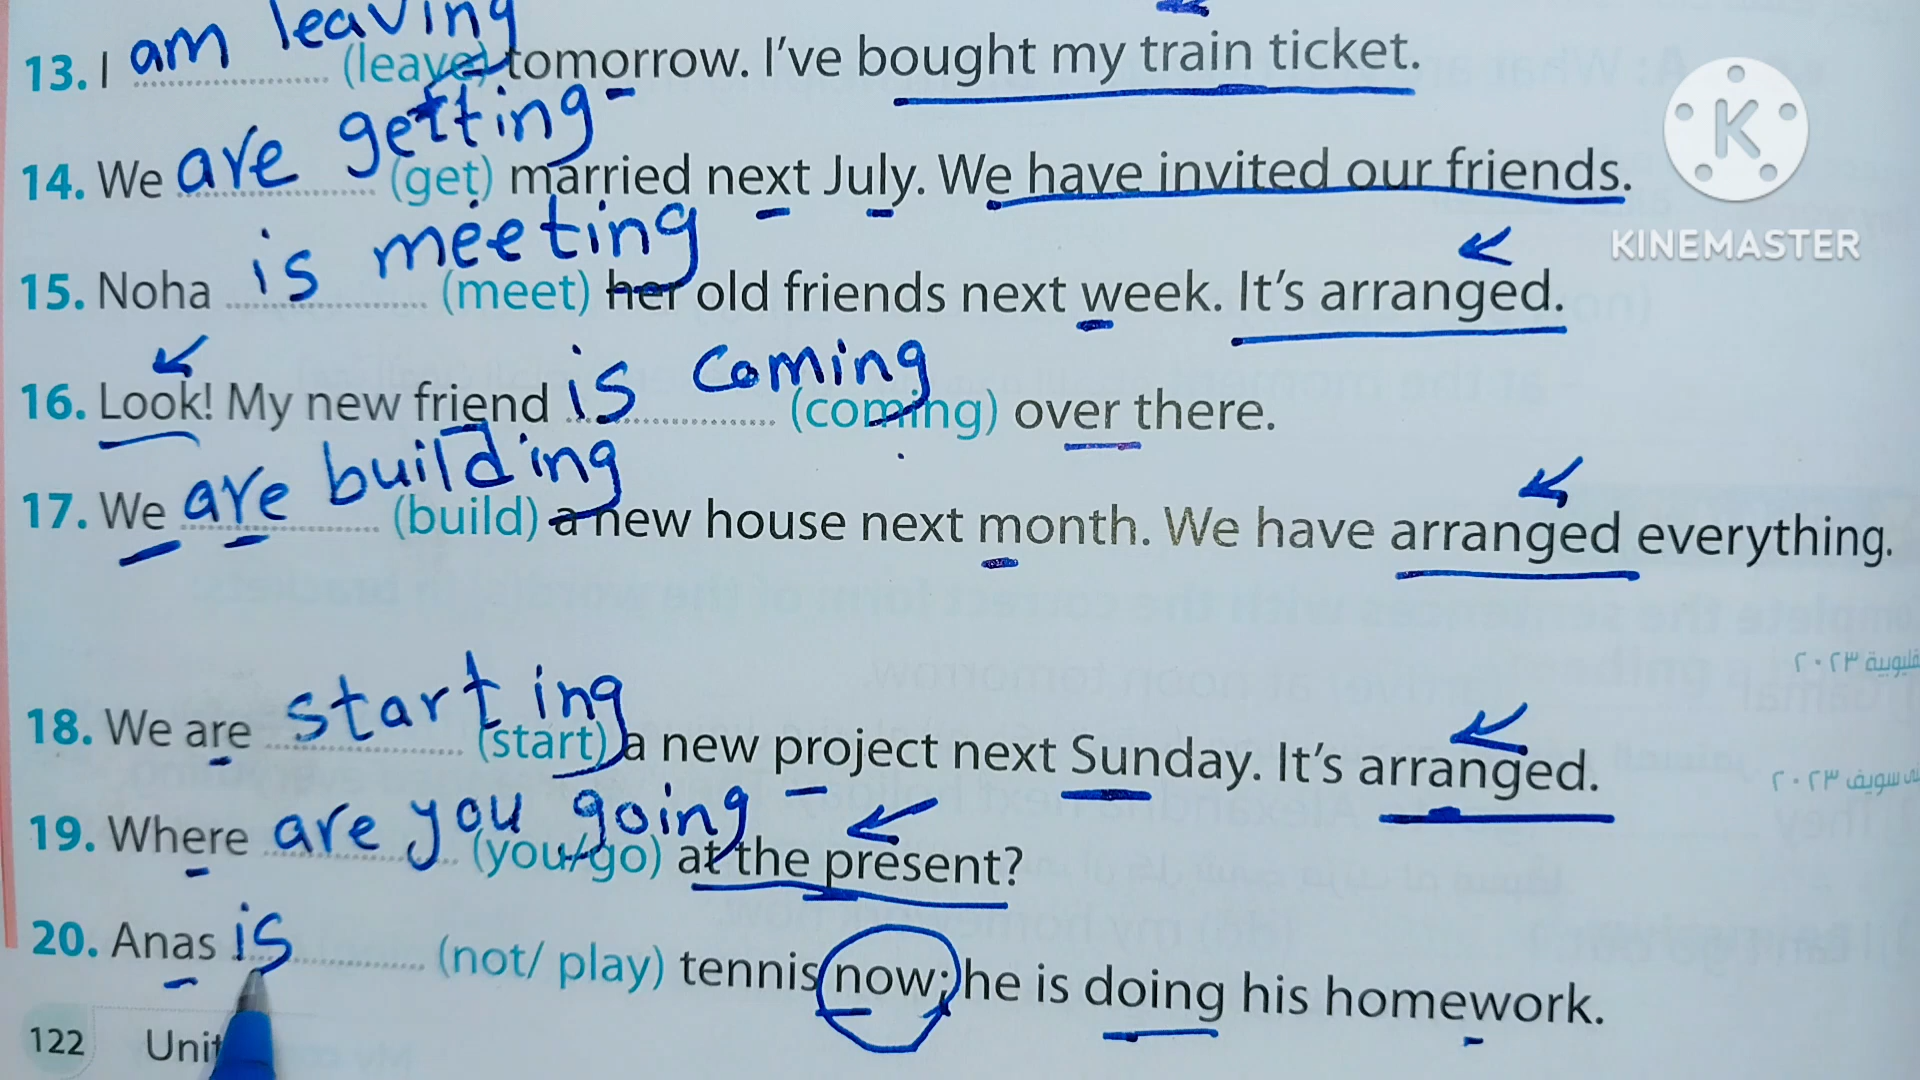 13. I am leaving (leave) tomorrow. I've bought my train ticket.
14. We are getting (get) married next July. We have invited our friends.
KINEMASTER
15. Noha is meeting (meet) her old friends next week. It's arranged.
16. Look! My new friend is coming (coming) over there.
17. We are building (build) a new house next month. We have arranged everything.
18. We are starting (start) a new project next Sunday. It's arranged.
19. Where are you going (you/go) at the present?
20. Anas is (not/ play) tennis now; he is doing his homework.
122 Unit